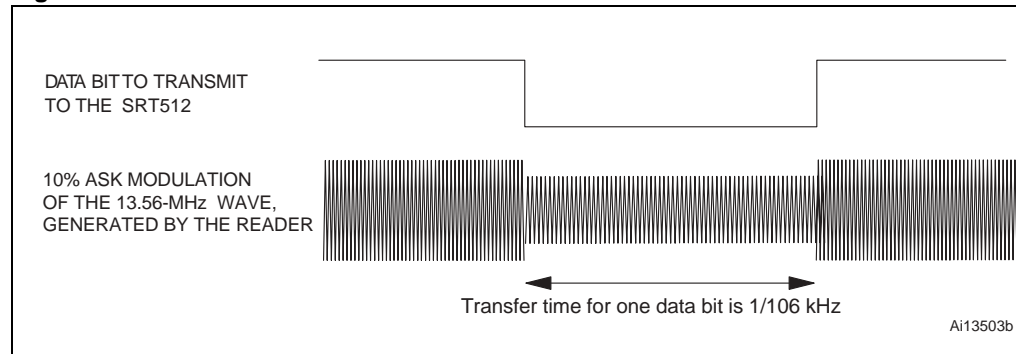 DATA BIT TO TRANSMIT
TO THE SRT512
10% ASK MODULATION
OF THE 13.56-MHz WAVE,
GENERATED BY THE READER
Transfer time for one data bit is 1/106 kHz
Ai13503b